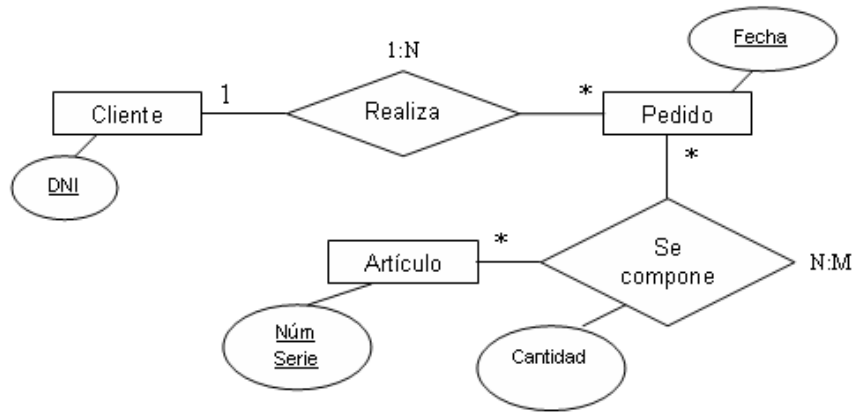 Fecha
1:N
Cliente
1
Realiza
*
Pedido
*
DNI
Artículo
*
Se
compone
N:M
Núm
Serie
Cantidad